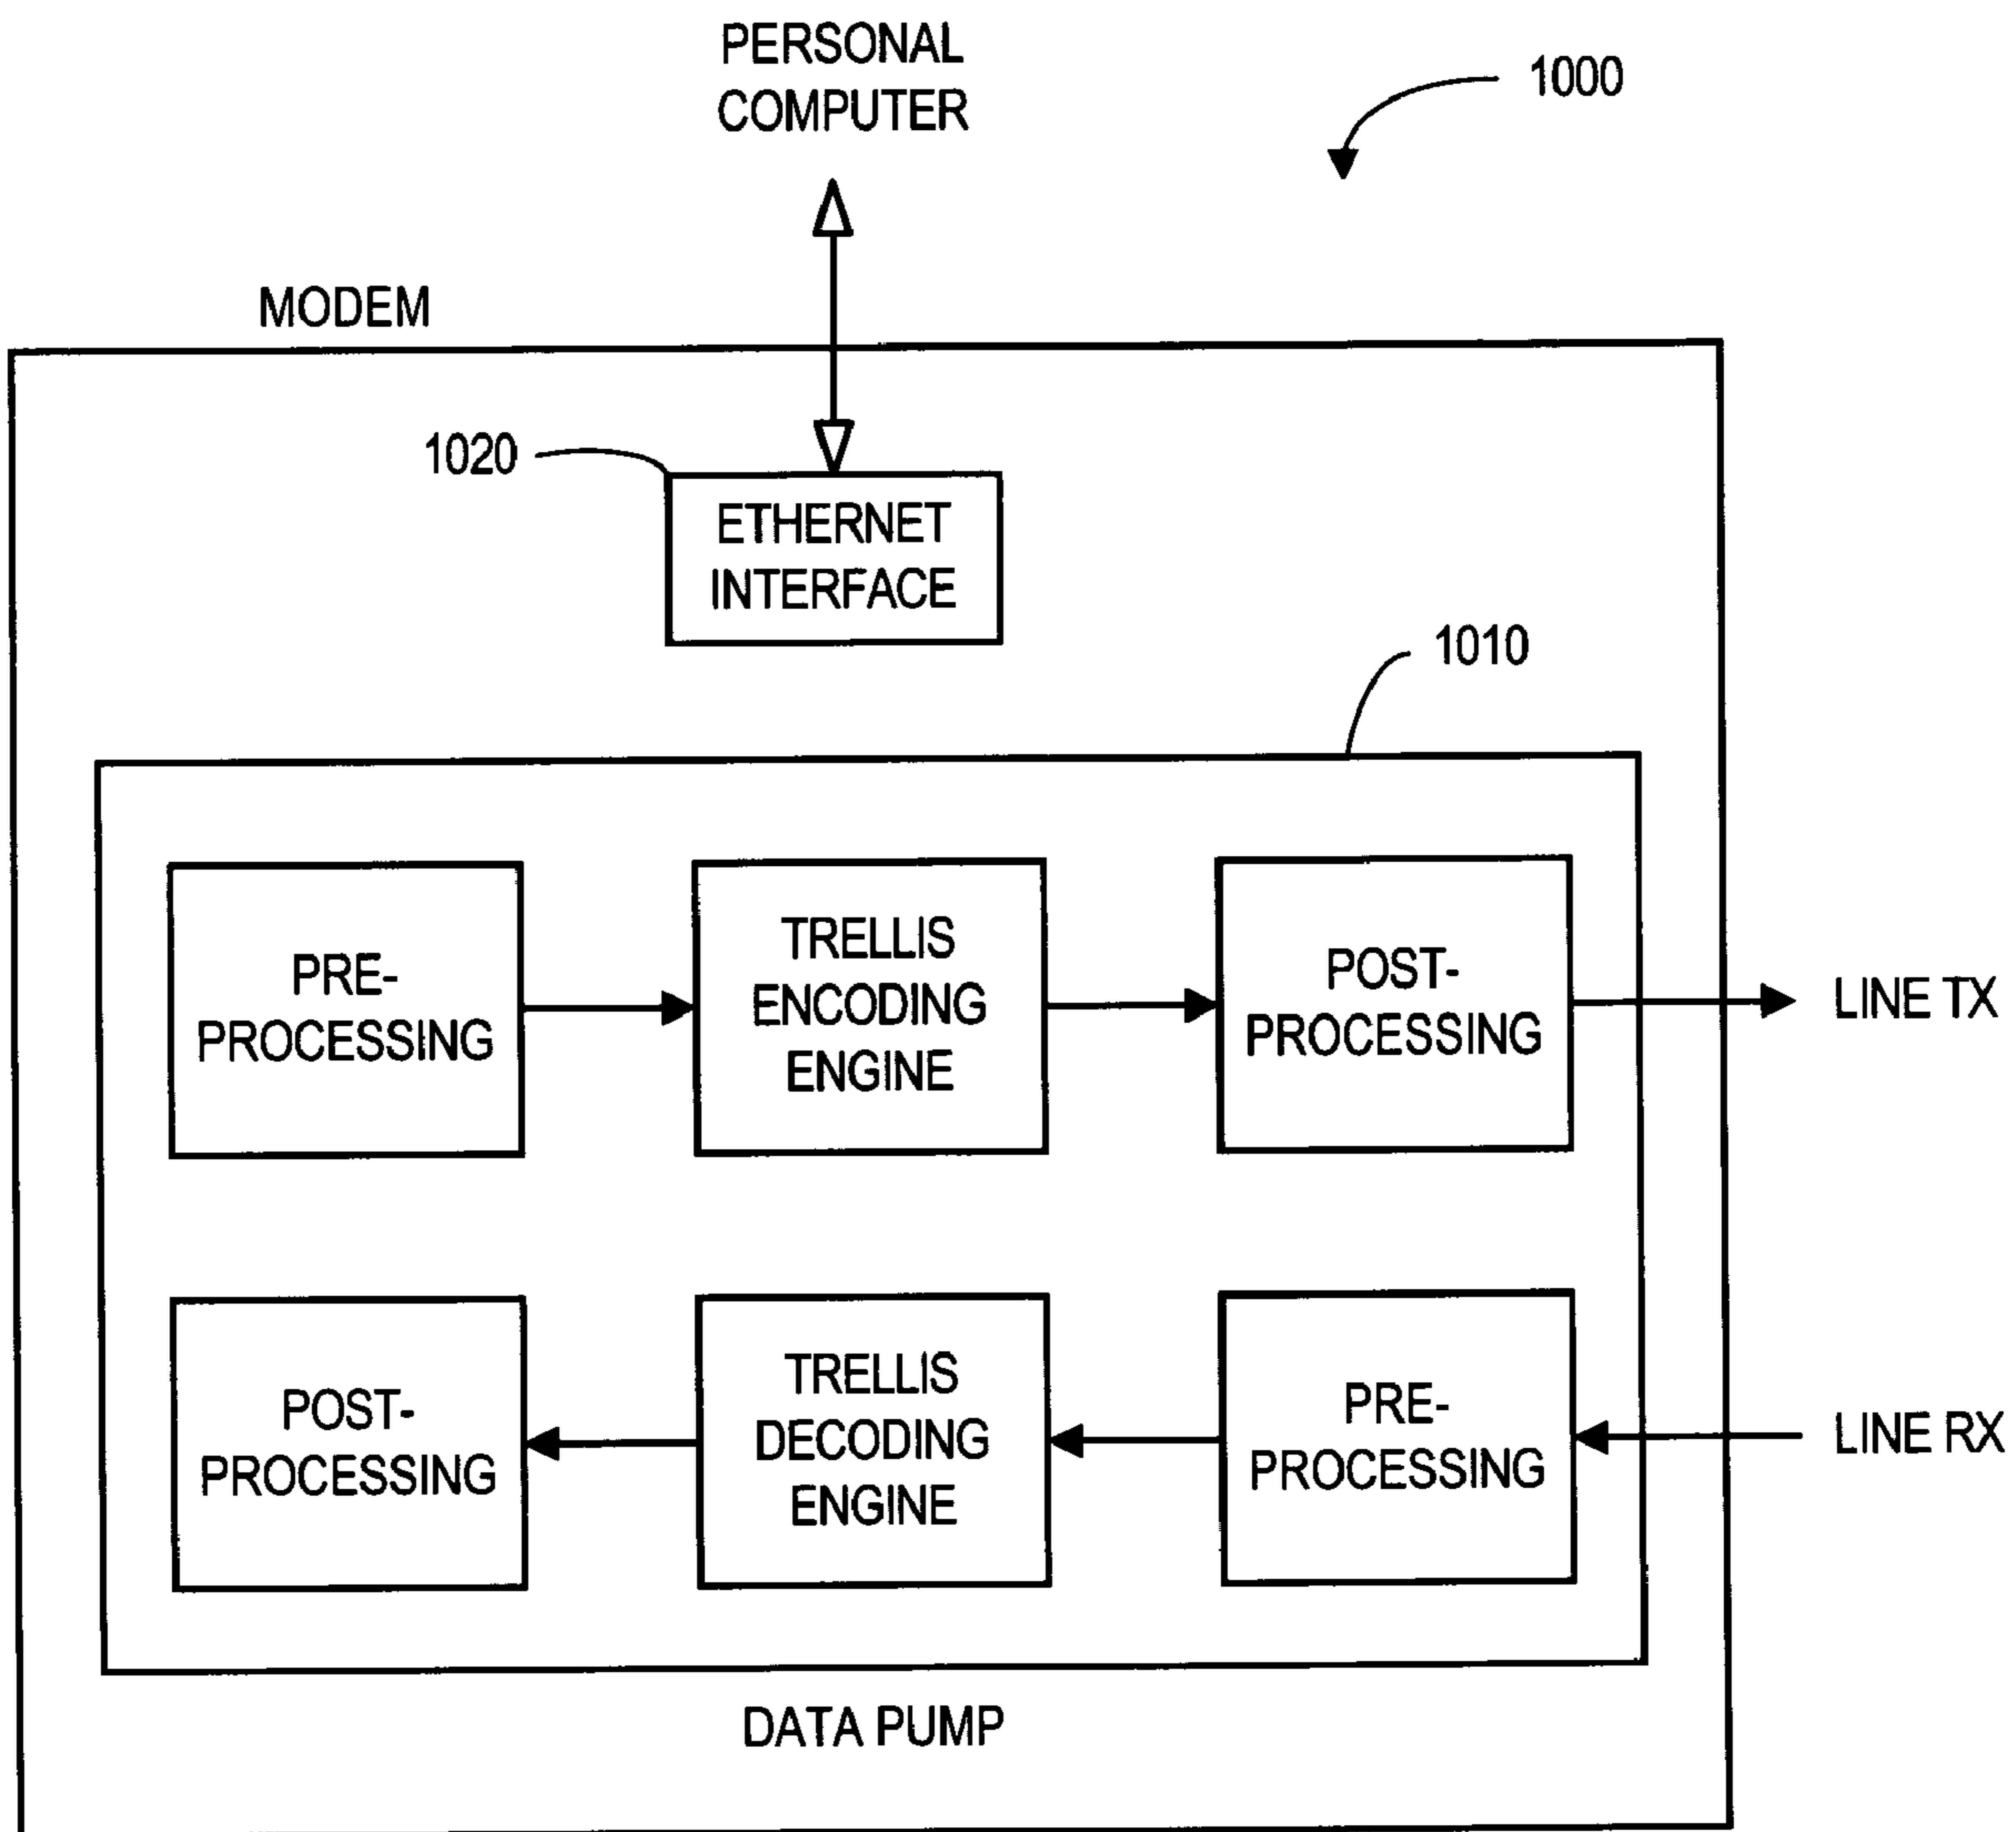 PERSONAL
COMPUTER
1000
MODEM
1020
ETHERNET
INTERFACE
1010
PRE-
PROCESSING
TRELLIS
ENCODING
ENGINE
POST-
PROCESSING
LINE TX
POST-
PROCESSING
TRELLIS
DECODING
ENGINE
PRE-
PROCESSING
LINE RX
DATA PUMP